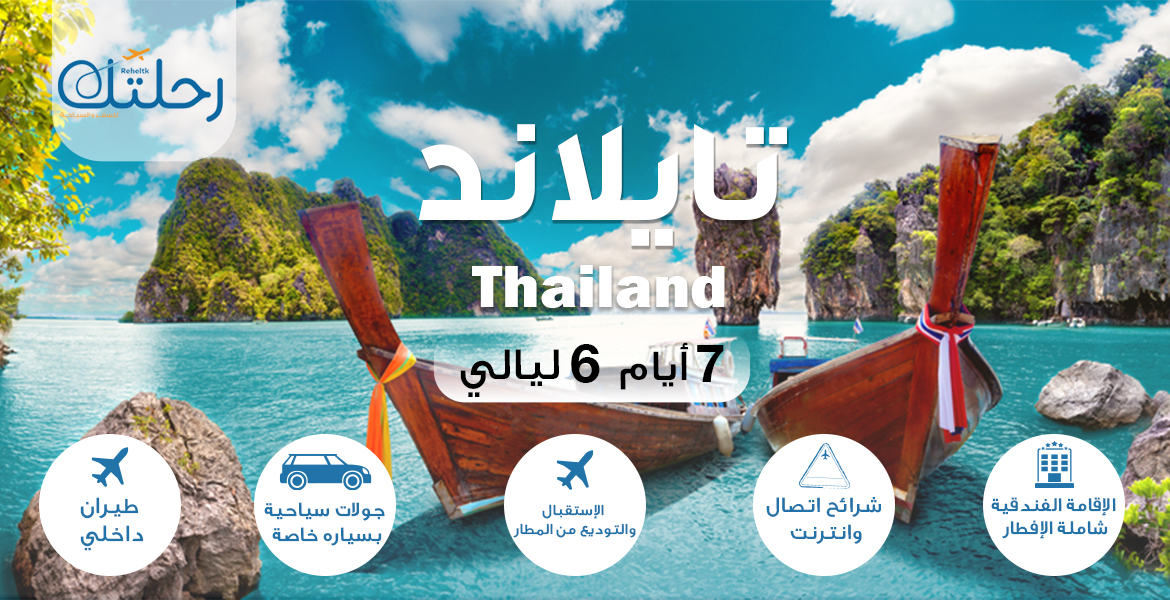 رحلتك
Reheltk
تايلاند
Thailand
7 أيام 6 ليالي
الإقامة الفندقية
شاملة الإفطار
شرائح اتصال
وانترنت
الإستقبال
والتوديع من المطار
جولات سياحية
بسياره خاصة
طيران
داخلي